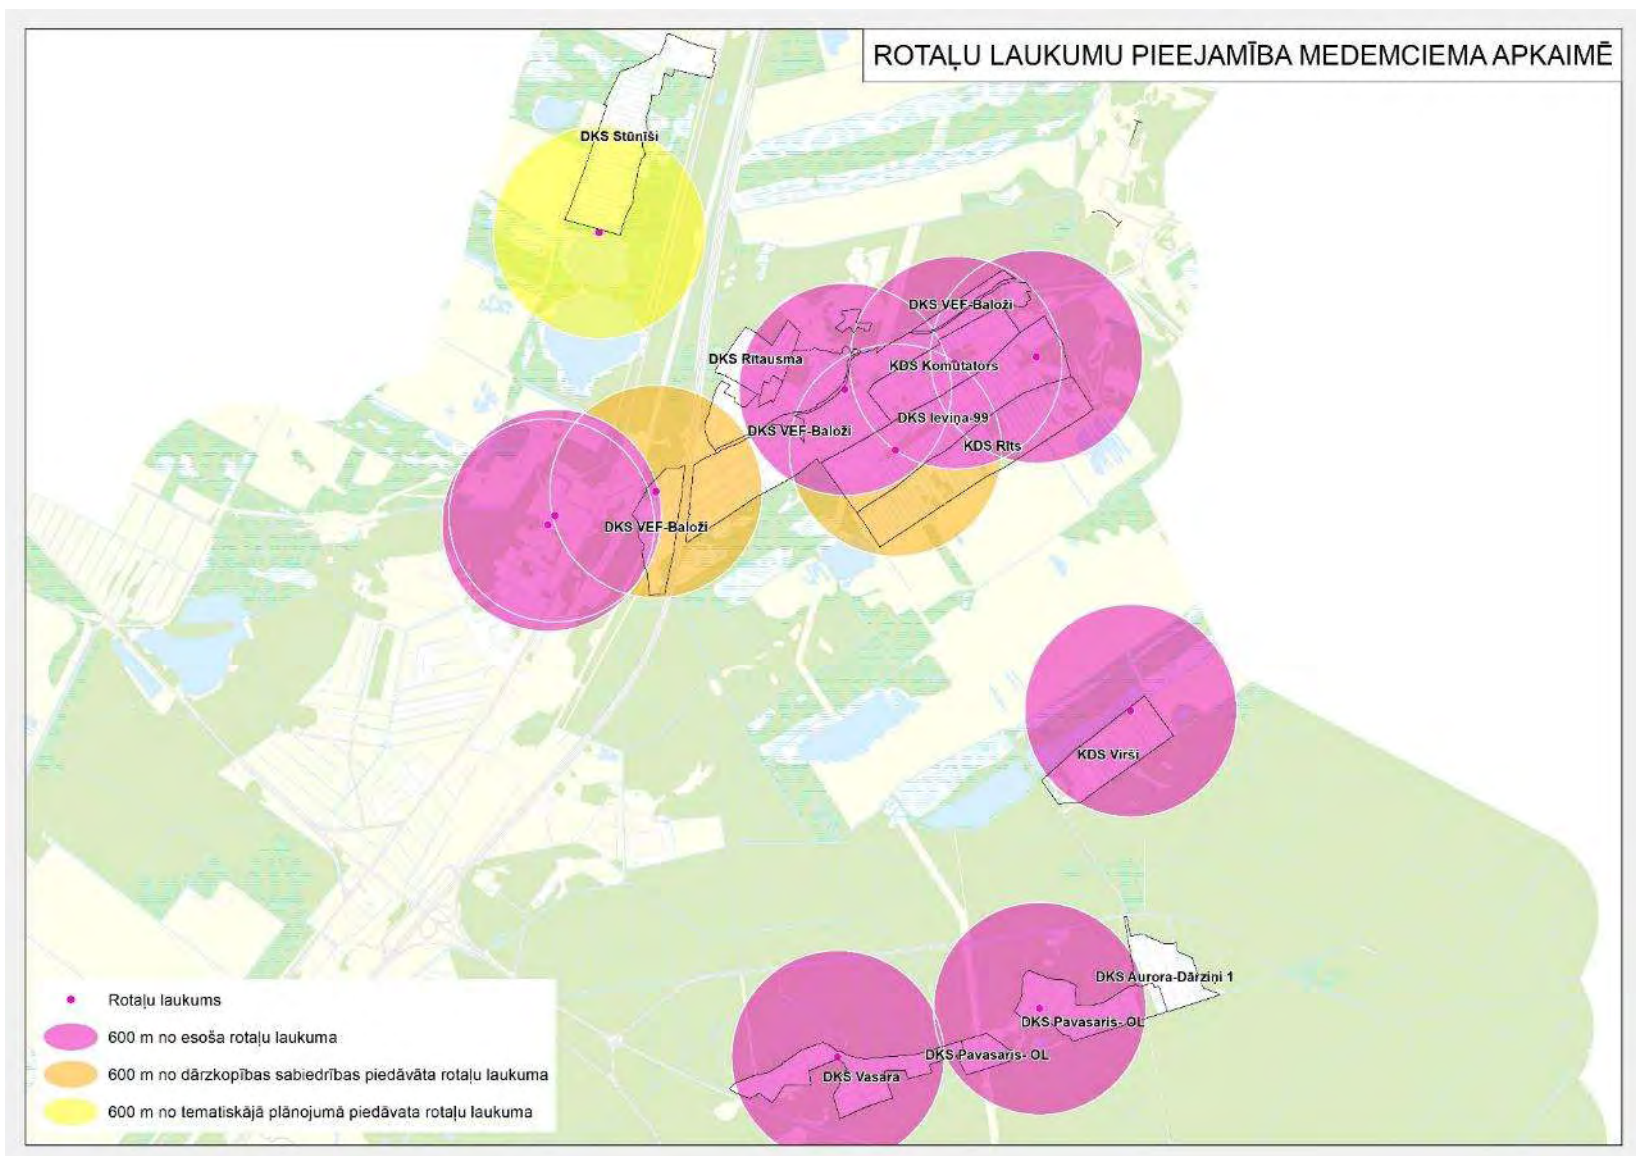 ROTAĻU LAUKUMU PIEEJAMĪBA MEDEMCIEMA APKAIMĒ
DKS Stūnīši
DKS VEF-Baloži
DKS Rītausma
KDS Komutators
DKS Ieviņa-99
DKS VEF-Baloži
KDS Rīts
DKS VEF-Baloži
KDS Virši
DKS Aurora-Dārziņi 1
DKS Pavasaris- OL
DKS Pavasaris- OL
DKS Vasara
Rotaļu laukums
600 m no esoša rotaļu laukuma
600 m no dārzkopības sabiedrības piedāvāta rotaļu laukuma
600 m no tematiskājā plānojumā piedāvata rotaļu laukuma